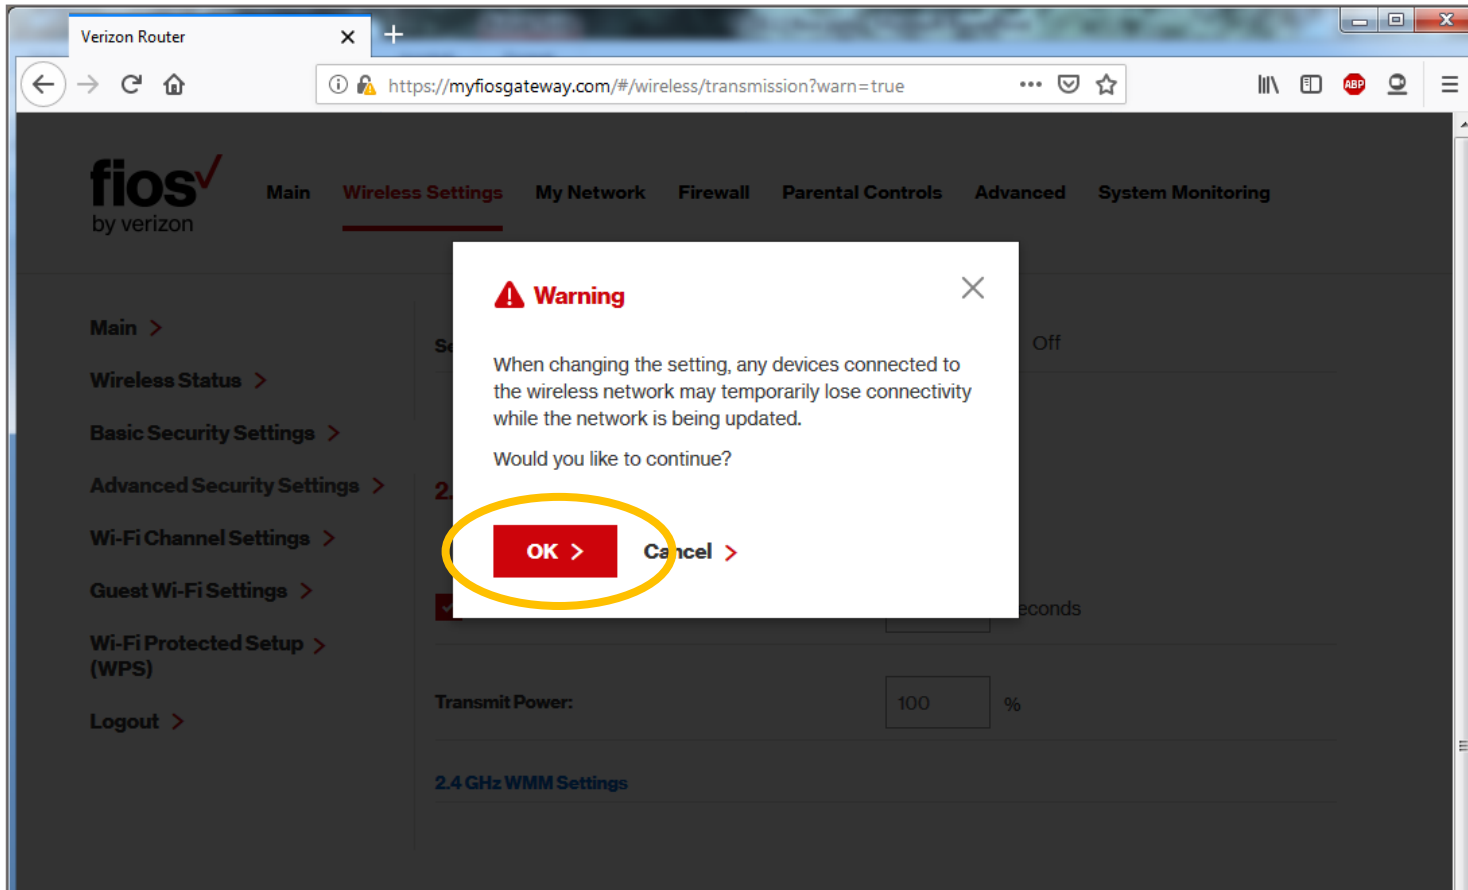 Verizon Router
https://myfiosgateway.com/#/wireless/transmission?warn=true
ABP
fios
by verizon
Main Wireless Settings My Network Firewall Parental Controls Advanced System Monitoring
Warning
When changing the setting, any devices connected to
the wireless network may temporarily lose connectivity
while the network is being updated.
Would you like to continue?
OK Cancel
Main
Wireless Status
Basic Security Settings
Advanced Security Settings
Wi-Fi Channel Settings
Guest Wi-Fi Settings
Wi-Fi Protected Setup
(WPS)
Logout
Off
2.
Transmit Power: 100 %
2.4 GHz WMM Settings